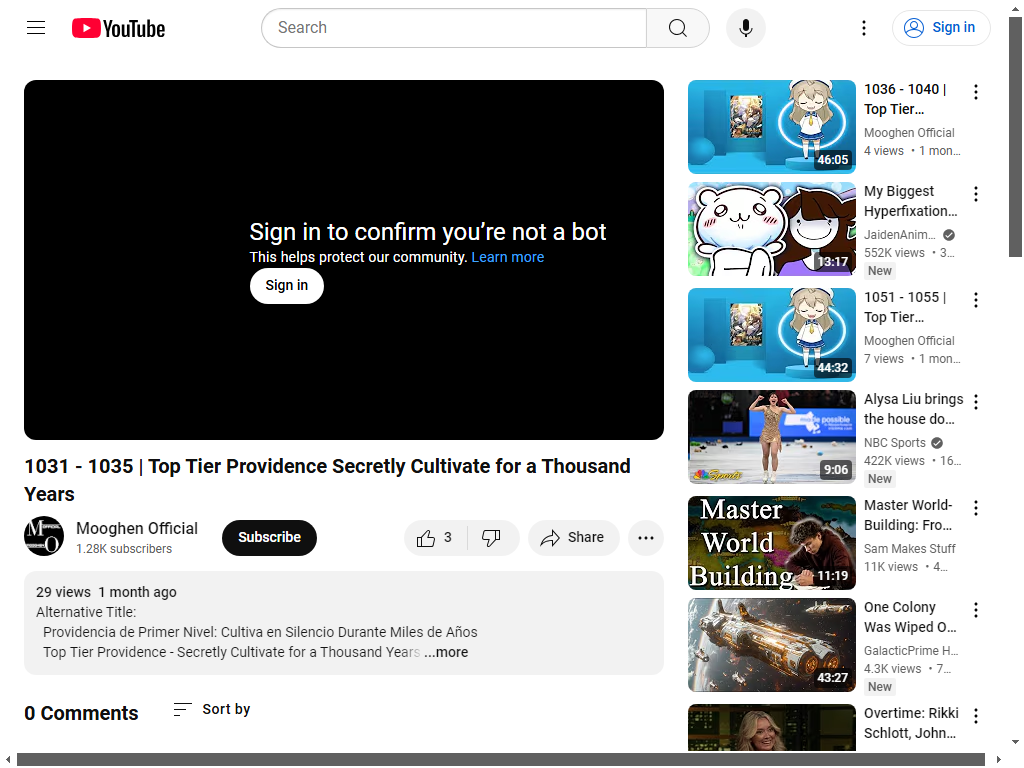 YouTube
Search
Sign in
Sign in to confirm you’re not a bot
This helps protect our community. Learn more
Sign in
1031 - 1035 | Top Tier Providence Secretly Cultivate for a Thousand
Years
Mooghen Official
1.28K subscribers
Subscribe
3
Share
29 views 1 month ago
Alternative Title:
Providencia de Primer Nivel: Cultiva en Silencio Durante Miles de Años
Top Tier Providence - Secretly Cultivate for a Thousand Years ...more
0 Comments
Sort by
46:05
1036 - 1040 |
Top Tier...
Mooghen Official
4 views • 1 mon...
13:17
My Biggest
Hyperfixation...
JaidenAnim...
552K views • 3...
New
44:32
1051 - 1055 |
Top Tier...
Mooghen Official
7 views • 1 mon...
made possible
NBC Sports
9:06
Alysa Liu brings
the house do...
NBC Sports
422K views • 16...
New
Master
World
Building
11:19
Master World-
Building: Fro...
Sam Makes Stuff
11K views • 4...
43:27
One Colony
Was Wiped O...
GalacticPrime H...
4.3K views • 7...
New
Overtime: Rikki
Schlott, John...